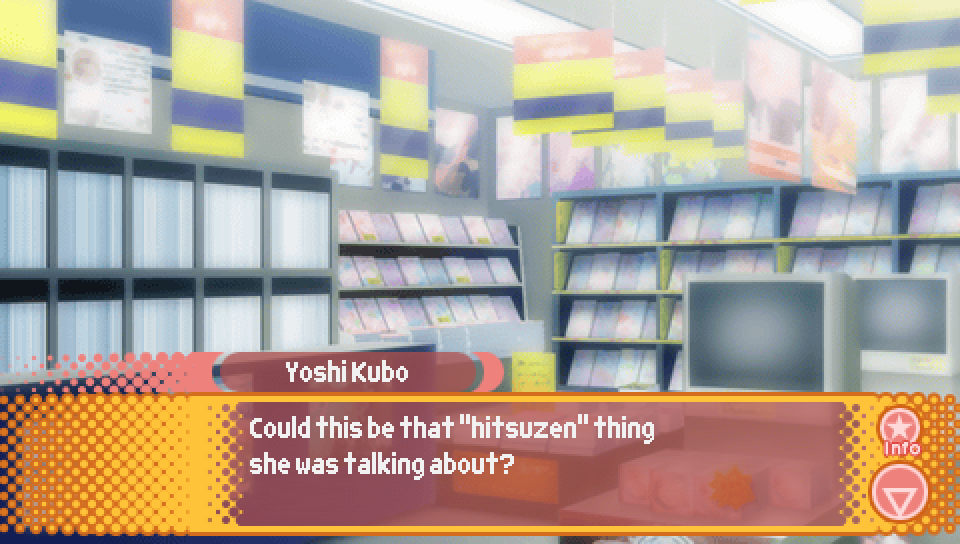 Yoshi Kubo
Could this be that "hitsuzen" thing
she was talking about?
Info